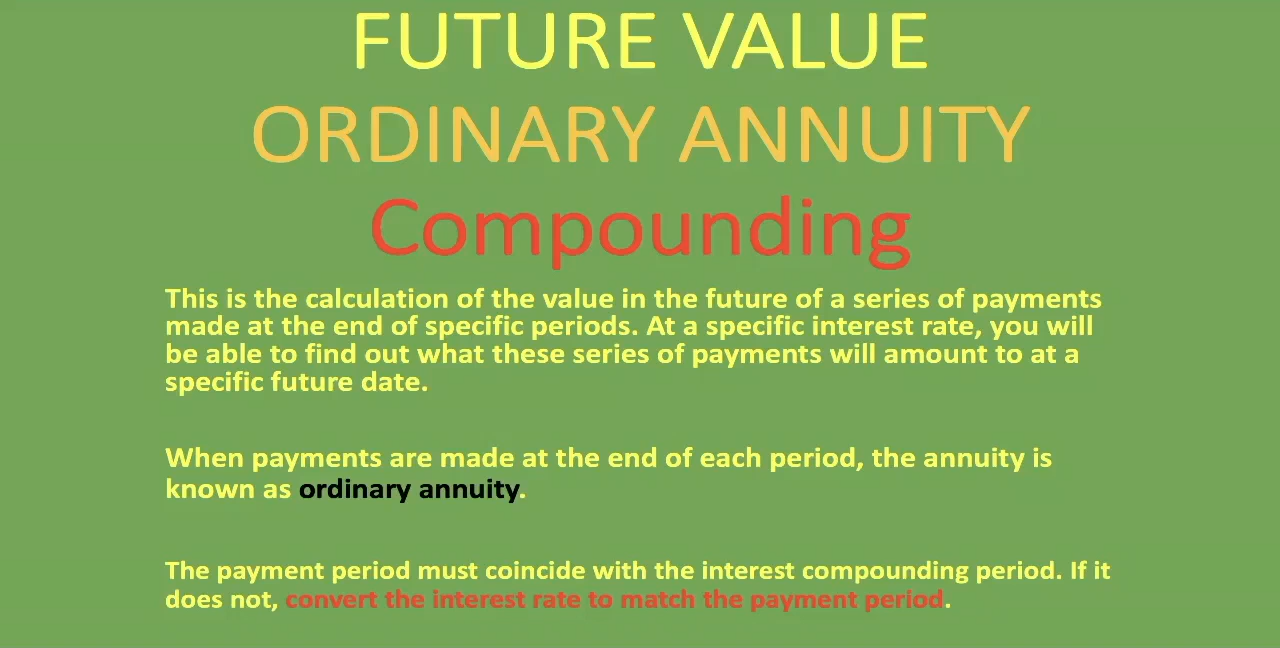 FUTURE VALUE
ORDINARY ANNUITY
Compounding
This is the calculation of the value in the future of a series of payments
made at the end of specific periods. At a specific interest rate, you will
be able to find out what these series of payments will amount to at a
specific future date.
When payments are made at the end of each period, the annuity is
known as ordinary annuity.
The payment period must coincide with the interest compounding period. If it
does not, convert the interest rate to match the payment period.